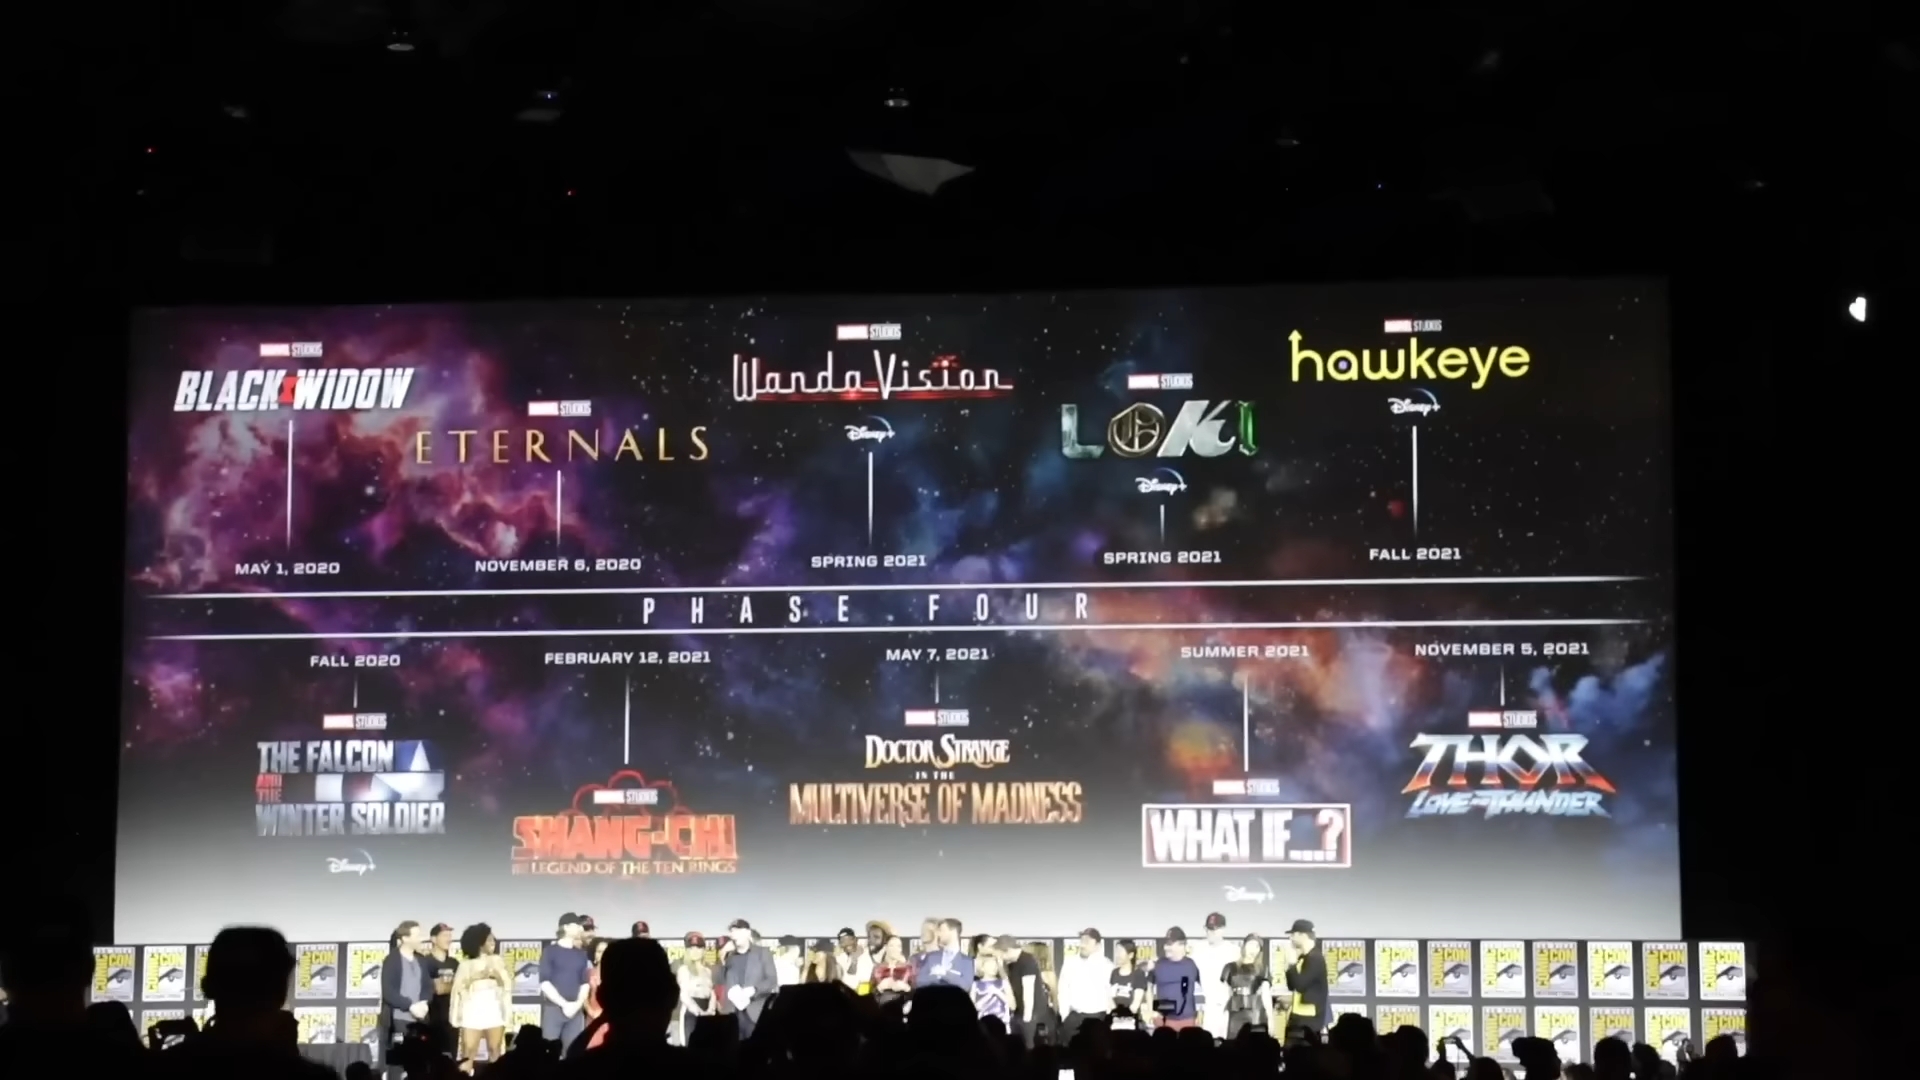 MARVEL STUDIOS
BLACK WIDOW
MAY 1, 2020
MARVEL STUDIOS
ETERNALS
NOVEMBER 6, 2020
MARVEL STUDIOS
WandaVision
Disney+
SPRING 2021
MARVEL STUDIOS
LOKI
Disney+
SPRING 2021
MARVEL STUDIOS
hawkeye
Disney+
FALL 2021
PHASE FOUR
FALL 2020
MARVEL STUDIOS
THE FALCON
AND THE
WINTER SOLDIER
Disney+
FEBRUARY 12, 2021
MARVEL STUDIOS
SHANG-CHI
AND THE LEGEND OF THE TEN RINGS
MAY 7, 2021
MARVEL STUDIOS
DOCTOR STRANGE
IN THE
MULTIVERSE OF MADNESS
SUMMER 2021
MARVEL STUDIOS
WHAT IF...?
Disney+
NOVEMBER 5, 2021
MARVEL STUDIOS
THOR
LOVE AND THUNDER
COMIC CON